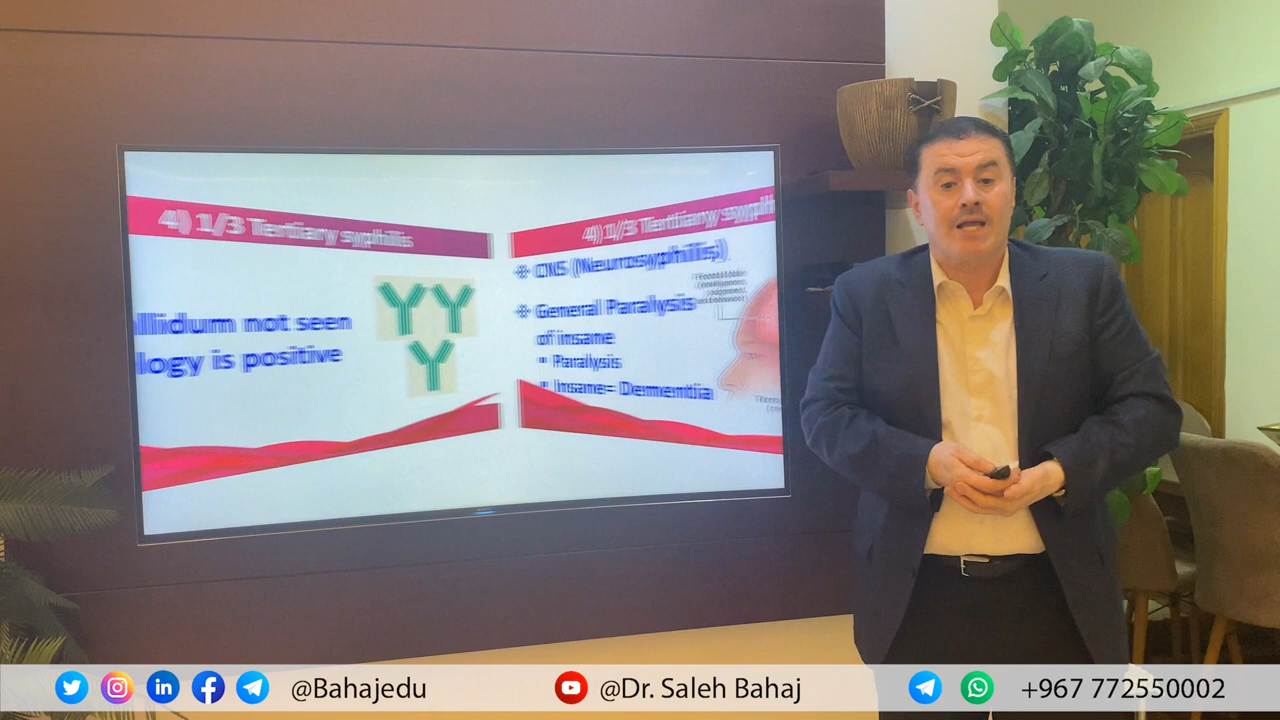 4) 1/3 Tertiary syphilis
llidum not seen
logy is positive
4) 1/3 Tertiary syphili
CNS (Neurosyphilis)
General Paralysis
of insane
Paralysis
Insane= Dementia
@Bahajedu
@Dr. Saleh Bahaj
+967 772550002